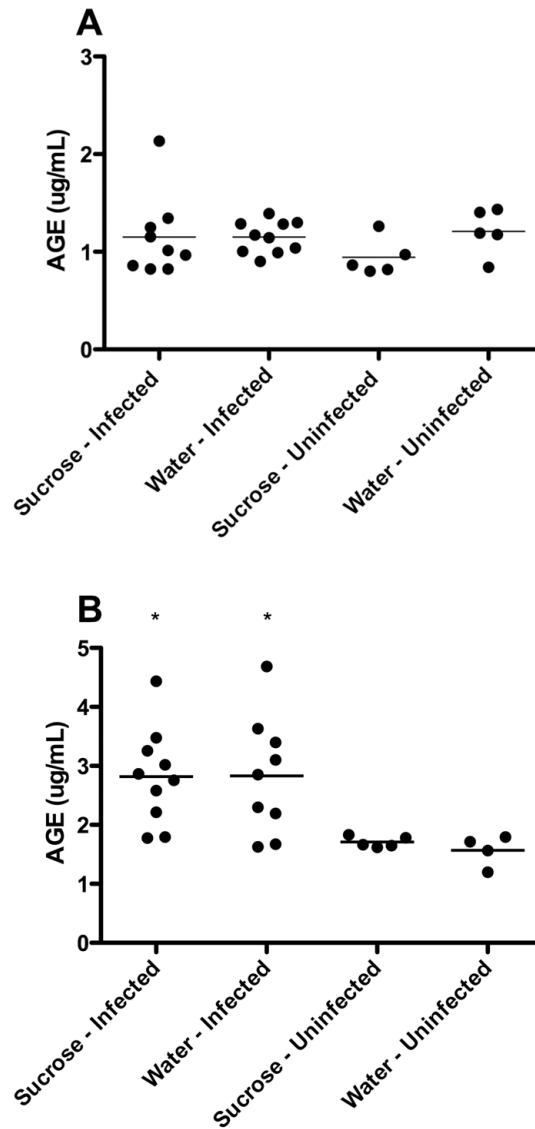 A
AGE (ug/mL)
3
2
1
0
Sucrose - Infected
Water - Infected
Sucrose - Uninfected
Water - Uninfected
B
* *
AGE (ug/mL)
5
4
3
2
1
0
Sucrose - Infected
Water - Infected
Sucrose - Uninfected
Water - Uninfected